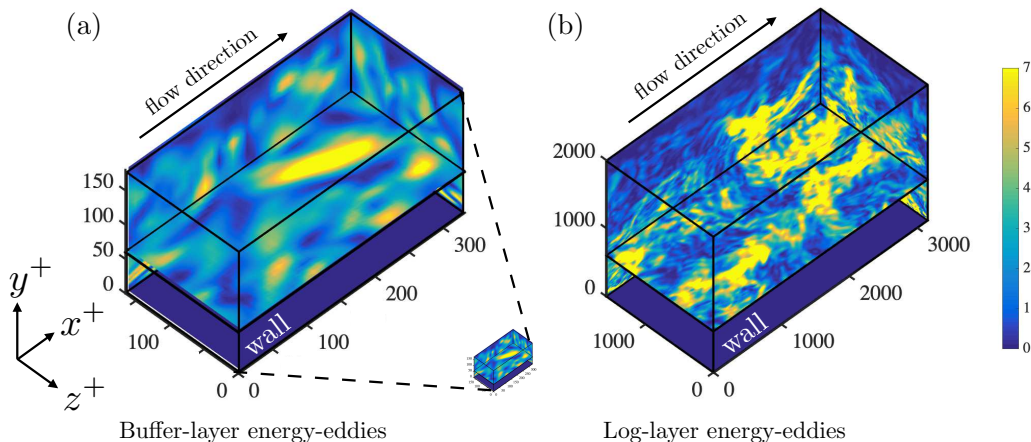 (a)
flow direction
150
100
50
0
100
0
0
100
200
300
wall
y⁺
x⁺
z⁺
Buffer-layer energy-eddies
(b)
flow direction
2000
1000
0
1000
0
0
1000
2000
3000
wall
Log-layer energy-eddies
7
6
5
4
3
2
1
0